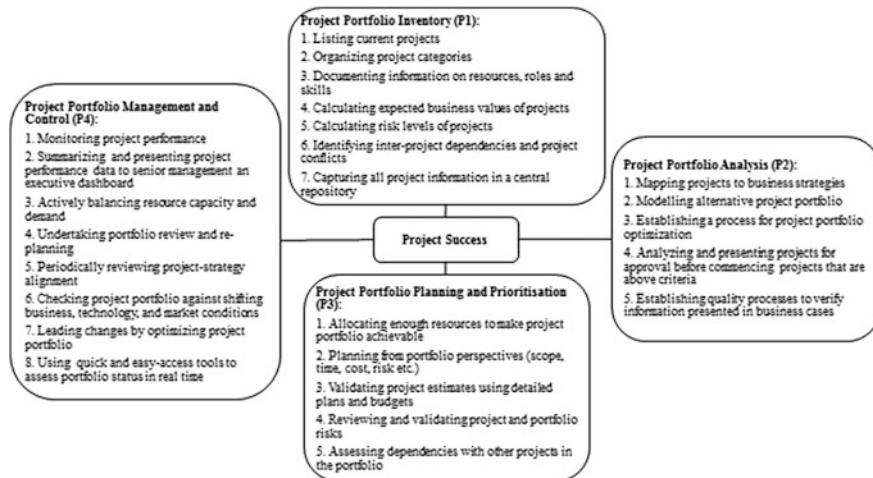 Project Portfolio Inventory (P1):
1. Listing current projects
2. Organizing project categories
3. Documenting information on resources, roles and
skills
4. Calculating expected business values of projects
5. Calculating risk levels of projects
6. Identifying inter-project dependencies and project
conflicts
7. Capturing all project information in a central
repository
Project Portfolio Management and
Control (P4):
1. Monitoring project performance
2. Summarizing and presenting project
performance data to senior management an
executive dashboard
3. Actively balancing resource capacity and
demand
4. Undertaking portfolio review and re-
planning
5. Periodically reviewing project-strategy
alignment
6. Checking project portfolio against shifting
business, technology, and market conditions
7. Leading changes by optimizing project
portfolio
8. Using quick and easy-access tools to
assess portfolio status in real time
Project Success
Project Portfolio Analysis (P2):
1. Mapping projects to business strategies
2. Modelling alternative project portfolio
3. Establishing a process for project portfolio
optimization
4. Analyzing and presenting projects for
approval before commencing projects that are
above criteria
5. Establishing quality processes to verify
information presented in business cases
Project Portfolio Planning and Prioritisation
(P3):
1. Allocating enough resources to make project
portfolio achievable
2. Planning from portfolio perspectives (scope,
time, cost, risk etc.)
3. Validating project estimates using detailed
plans and budgets
4. Reviewing and validating project and portfolio
risks
5. Assessing dependencies with other projects in
the portfolio